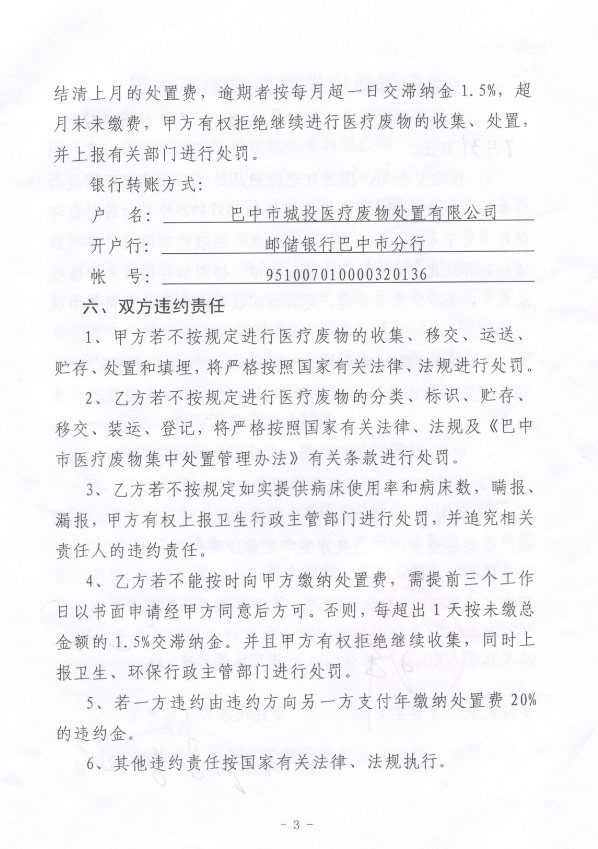 结清上月的处置费，逾期者按每月超一日交滞纳金 1.5%，超
月末未缴费，甲方有权拒绝继续进行医疗废物的收集、处置，
并上报有关部门进行处罚。
银行转账方式：
户 名： 巴中市城投医疗废物处置有限公司
开户行： 邮储银行巴中市分行
帐 号： 951007010000320136
六、双方违约责任
1、甲方若不按规定进行医疗废物的收集、移交、运送、
贮存、处置和填埋，将严格按照国家有关法律、法规进行处罚。
2、乙方若不按规定进行医疗废物的分类、标识、贮存、
移交、装运、登记，将严格按照国家有关法律、法规及《巴中
市医疗废物集中处置管理办法》有关条款进行处罚。
3、乙方若不按规定如实提供病床使用率和病床数，瞒报、
漏报，甲方有权上报卫生行政主管部门进行处罚，并追究相关
责任人的违约责任。
4、乙方若不能按时向甲方缴纳处置费，需提前三个工作
日以书面申请经甲方同意后方可。否则，每超出 1 天按未缴总
金额的 1.5%交滞纳金。并且甲方有权拒绝继续收集，同时上
报卫生、环保行政主管部门进行处罚。
5、若一方违约由违约方向另一方支付年缴纳处置费 20%
的违约金。
6、其他违约责任按国家有关法律、法规执行。
- 3 -